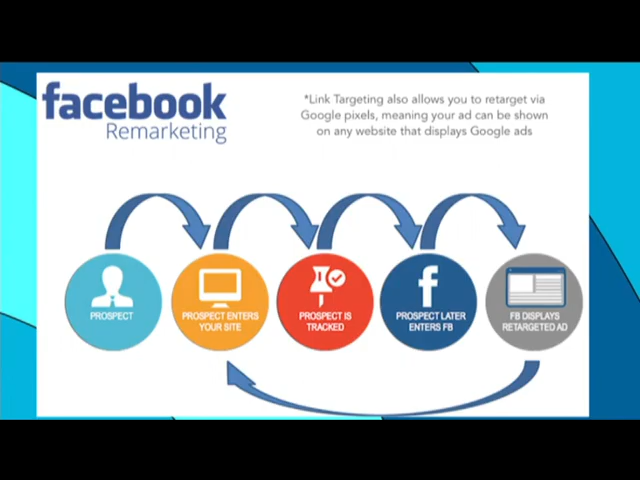 facebook
Remarketing
*Link Targeting also allows you to retarget via
Google pixels, meaning your ad can be shown
on any website that displays Google ads
PROSPECT
PROSPECT ENTERS
YOUR SITE
PROSPECT IS
TRACKED
PROSPECT LATER
ENTERS FB
FB DISPLAYS
RETARGETED AD